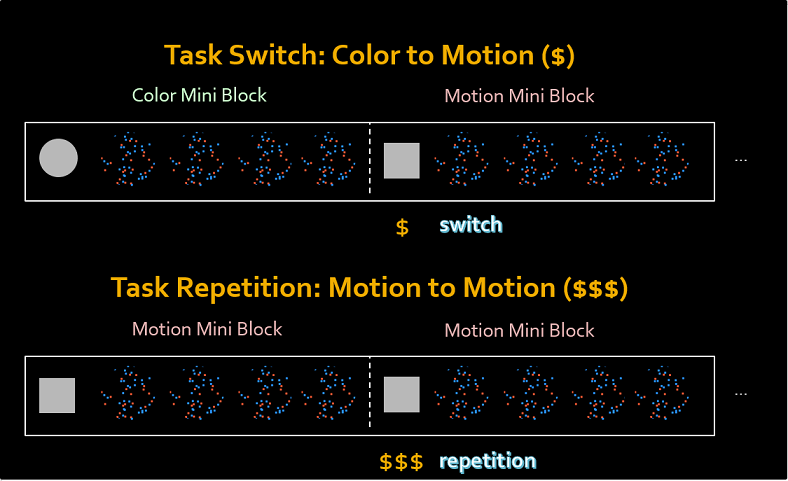 Task Switch: Color to Motion ($)
Color Mini Block Motion Mini Block
...
$ switch
Task Repetition: Motion to Motion ($$$)
Motion Mini Block Motion Mini Block
...
$$$ repetition